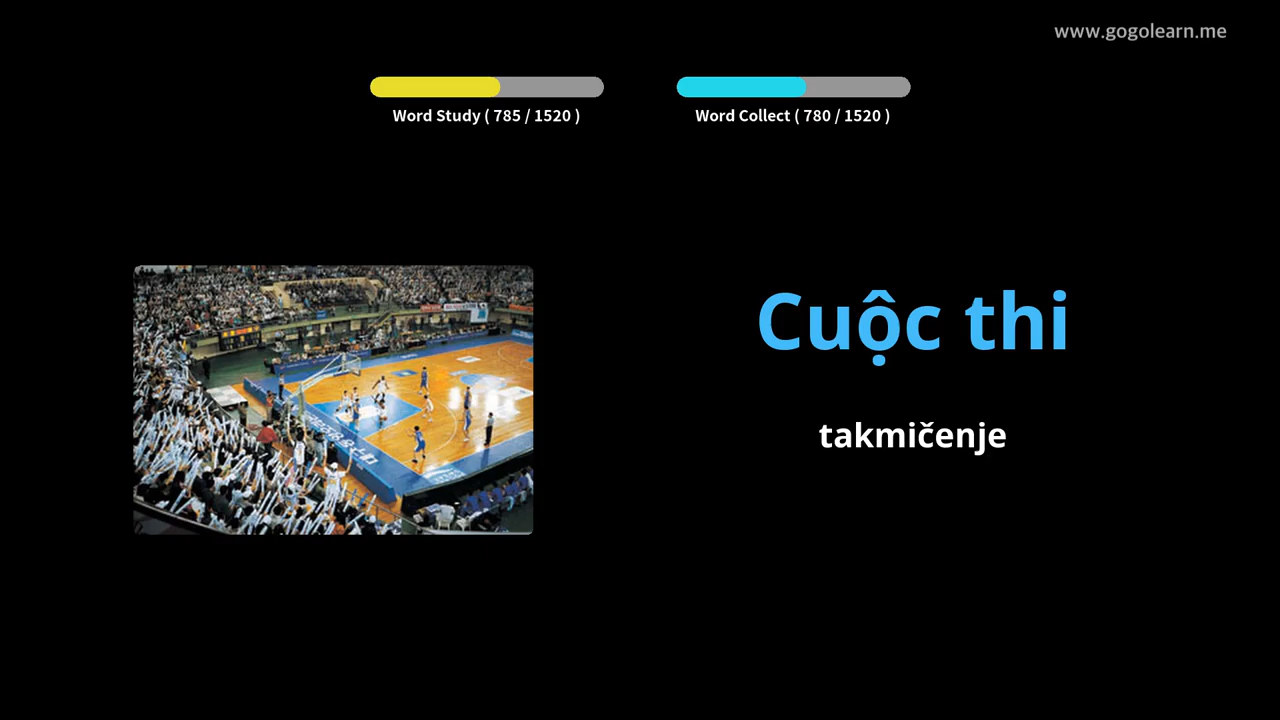 www.gogolearn.me
Word Study ( 785 / 1520 )
Word Collect ( 780 / 1520 )
Cuộc thi
takmičenje